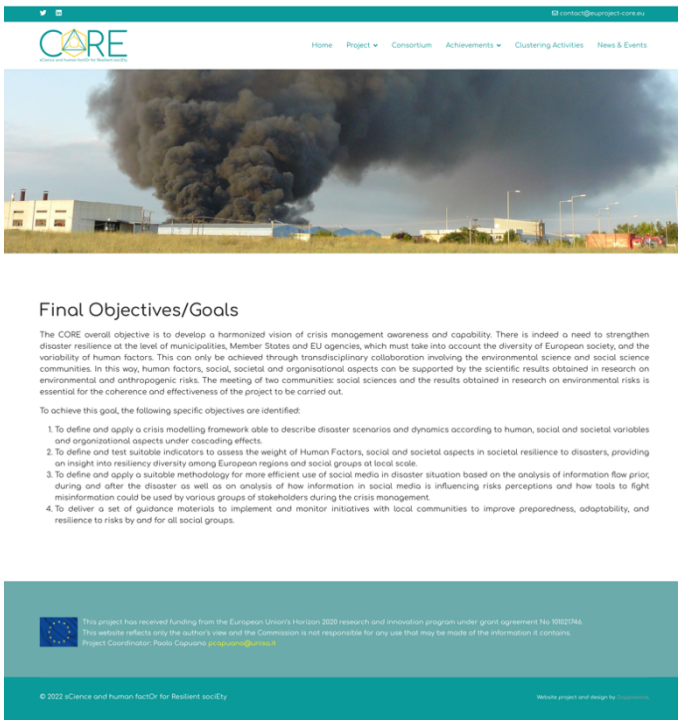 contact@euproject-core.eu
CORE
sCience and human factOr for Resilient sociEty
Home Project Consortium Achievements Clustering Activities News & Events
Final Objectives/Goals
The CORE overall objective is to develop a harmonized vision of crisis management awareness and capability. There is indeed a need to strengthen
disaster resilience at the level of municipalities, Member States and EU agencies, which must take into account the diversity of European society, and the
variability of human factors. This can only be achieved through transdisciplinary collaboration involving the environmental science and social science
communities. In this way, human factors, social, societal and organisational aspects can be supported by the scientific results obtained in research on
environmental and anthropogenic risks. The meeting of two communities: social sciences and the results obtained in research on environmental risks is
essential for the coherence and effectiveness of the project to be carried out.
To achieve this goal, the following specific objectives are identified:
1. To define and apply a crisis modelling framework able to describe disaster scenarios and dynamics according to human, social and societal variables
and organizational aspects under cascading effects.
2. To define and test suitable indicators to assess the weight of Human Factors, social and societal aspects in societal resilience to disasters, providing
an insight into resiliency diversity among European regions and social groups at local scale.
3. To define and apply a suitable methodology for more efficient use of social media in disaster situation based on the analysis of information flow prior,
during and after the disaster as well as on analysis of how information in social media is influencing risks perceptions and how tools to fight
misinformation could be used by various groups of stakeholders during the crisis management.
4. To deliver a set of guidance materials to implement and monitor initiatives with local communities to improve preparedness, adaptability, and
resilience to risks by and for all social groups.
This project has received funding from the European Union's Horizon 2020 research and innovation program under grant agreement No 101021746.
This website reflects only the author's view and the Commission is not responsible for any use that may be made of the information it contains.
Project Coordinator: Paolo Capuano pcapuano@unisa.it
© 2022 sCience and human factOr for Resilient sociEty
Website project and design by